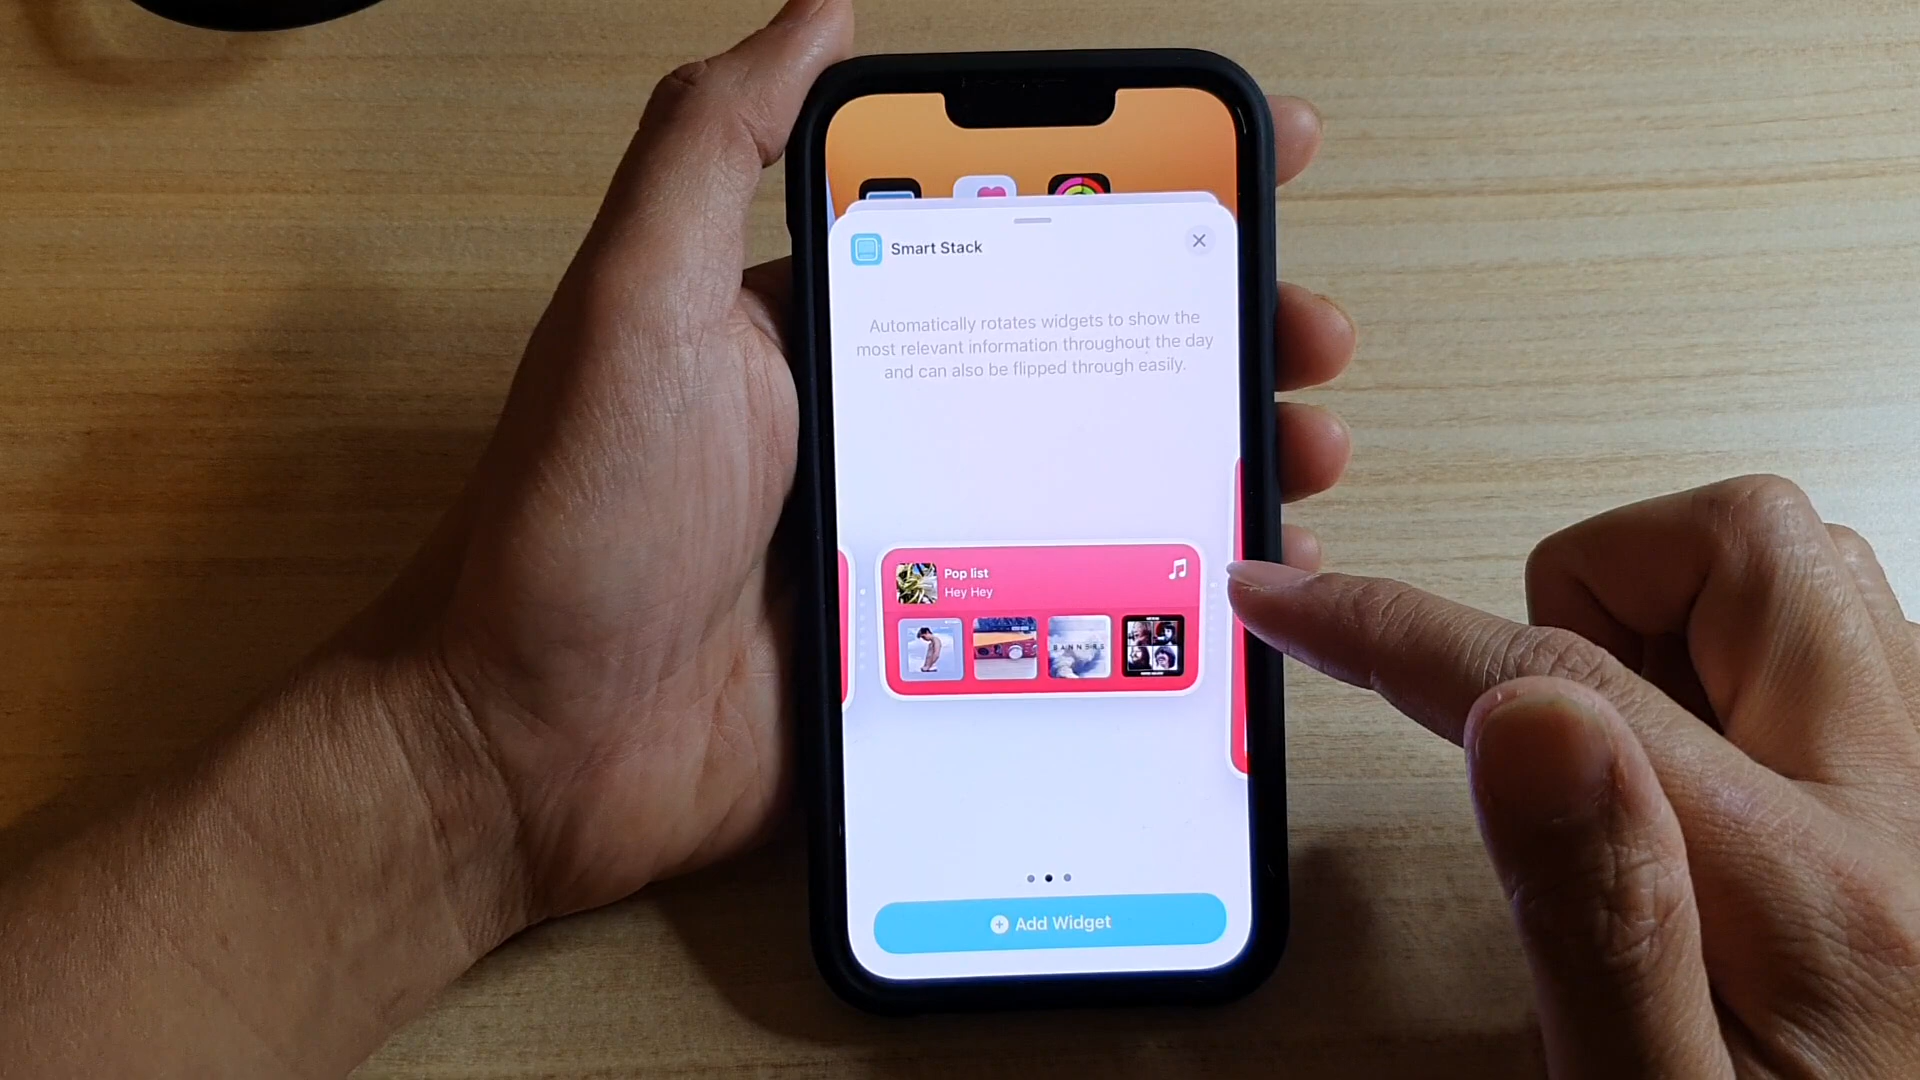 Smart Stack
Automatically rotates widgets to show the
most relevant information throughout the day
and can also be flipped through easily.
Pop list
Hey Hey
BANNERS
Add Widget